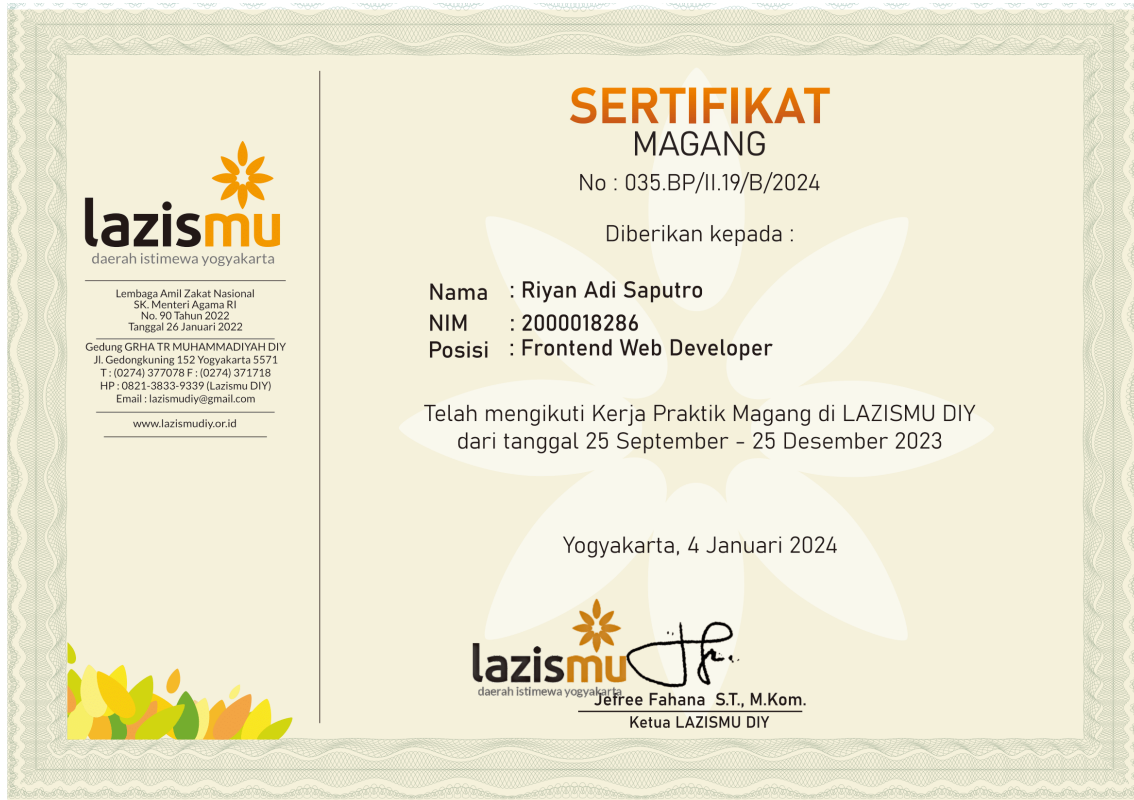 lazismu
daerah istimewa yogyakarta
Lembaga Amil Zakat Nasional
SK. Menteri Agama RI
No. 90 Tahun 2022
Tanggal 26 Januari 2022
Gedung GRHA TR MUHAMMADIYAH DIY
Jl. Gedongkuning 152 Yogyakarta 5571
T : (0274) 377078 F : (0274) 371718
HP : 0821-3833-9339 (Lazismu DIY)
Email : lazismudiy@gmail.com
www.lazismudiy.or.id
SERTIFIKAT
MAGANG
No : 035.BP/II.19/B/2024
Diberikan kepada :
Nama : Riyan Adi Saputro
NIM : 2000018286
Posisi : Frontend Web Developer
Telah mengikuti Kerja Praktik Magang di LAZISMU DIY
dari tanggal 25 September - 25 Desember 2023
Yogyakarta, 4 Januari 2024
lazismu
daerah istimewa yogyakarta
Jefree Fahana S.T., M.Kom.
Ketua LAZISMU DIY